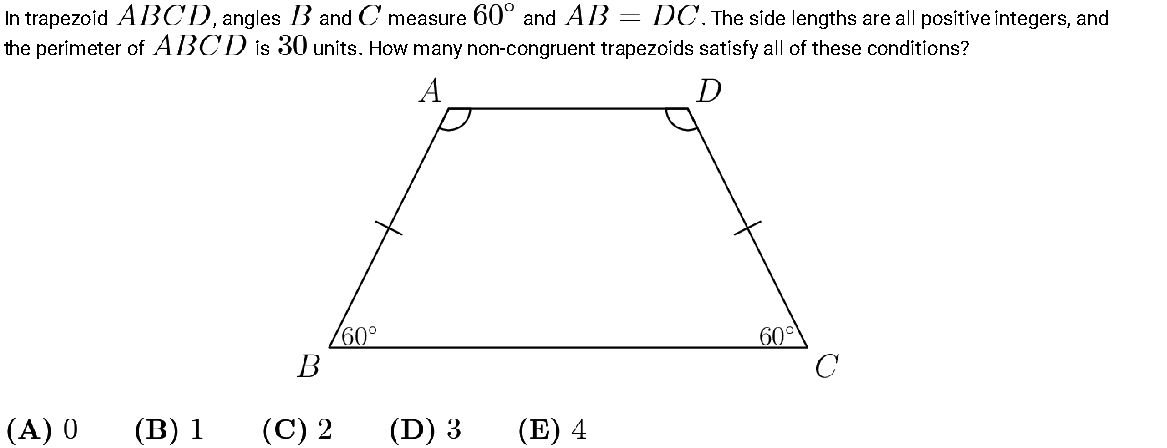 In trapezoid ABCD, angles B and C measure 60° and AB = DC. The side lengths are all positive integers, and
the perimeter of ABCD is 30 units. How many non-congruent trapezoids satisfy all of these conditions?
A D
60° 60°
B C
(A) 0 (B) 1 (C) 2 (D) 3 (E) 4